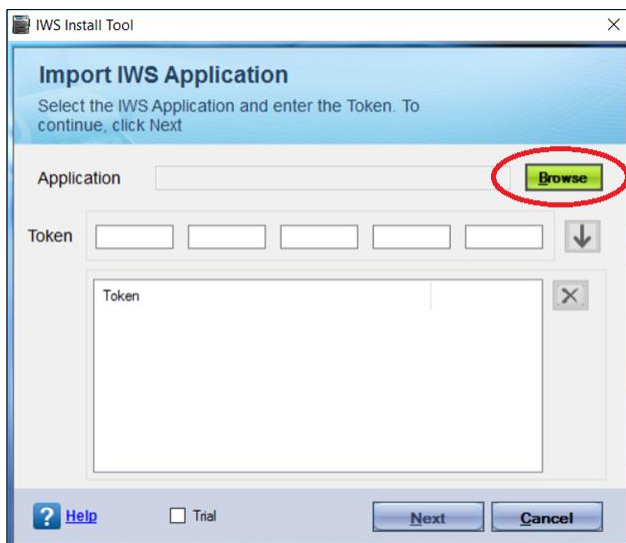 IWS Install Tool
Import IWS Application
Select the IWS Application and enter the Token. To
continue, click Next
Application
Browse
Token
Token
Help
Trial
Next
Cancel